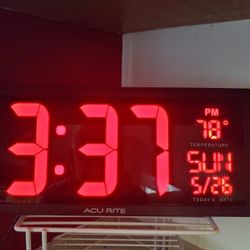 3:37
PM
78°
TEMPERATURE
SUN
5/26
TODAY'S DATE
ACU RITE